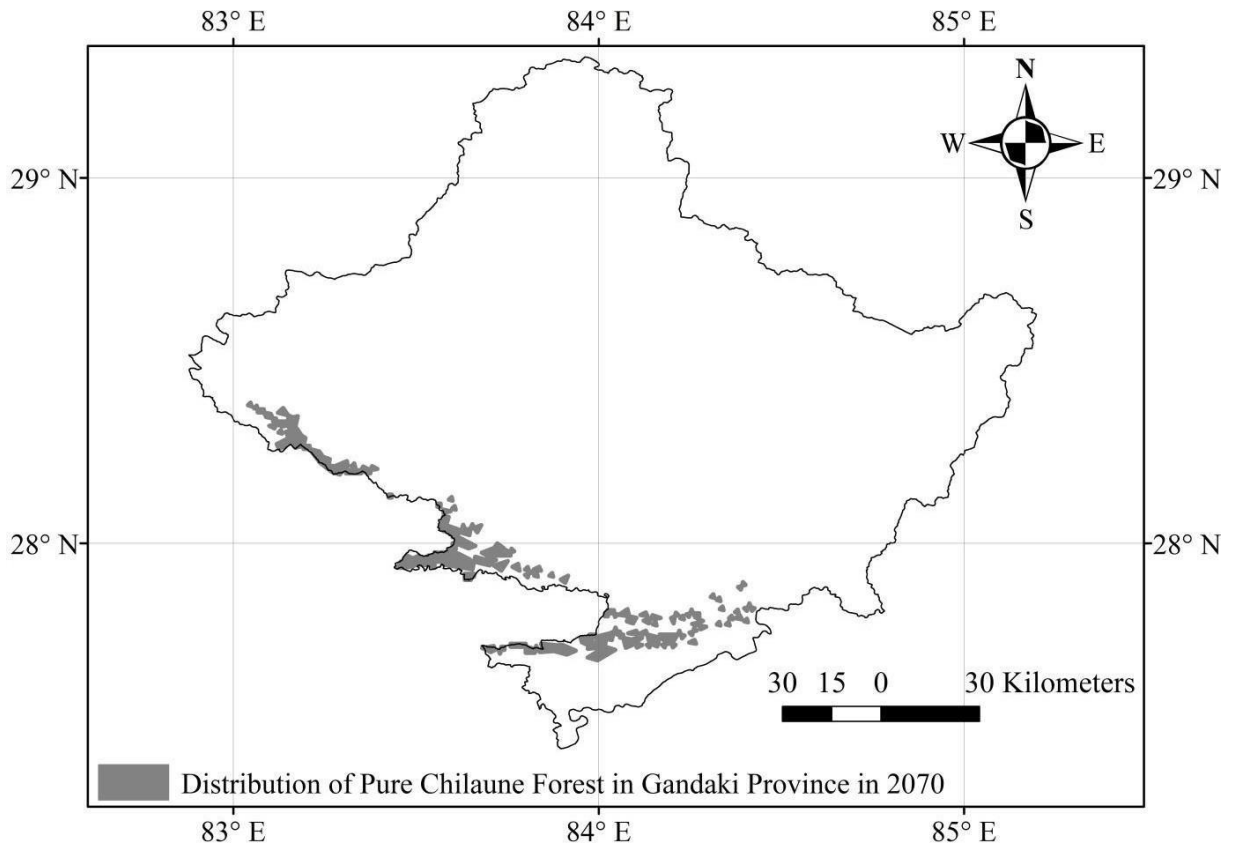 83° E 84° E 85° E
N
W E
S
29° N 29° N
28° N 28° N
30 15 0 30 Kilometers
Distribution of Pure Chilaune Forest in Gandaki Province in 2070
83° E 84° E 85° E